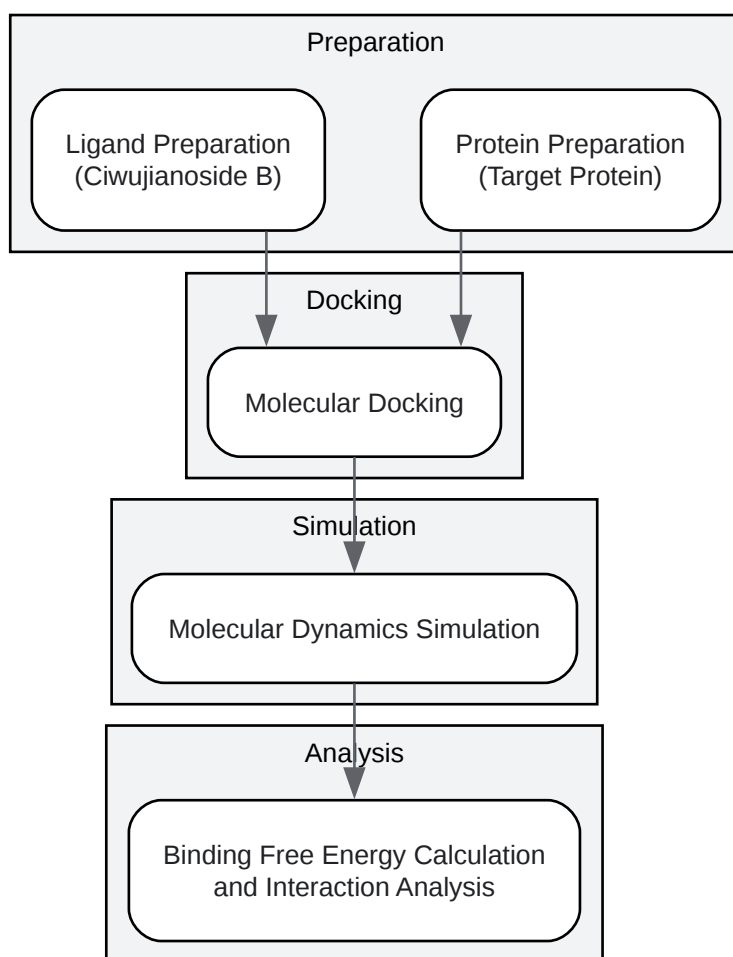 Preparation
Ligand Preparation
(Ciwujianoside B)
Protein Preparation
(Target Protein)
Docking
Molecular Docking
Simulation
Molecular Dynamics Simulation
Analysis
Binding Free Energy Calculation
and Interaction Analysis